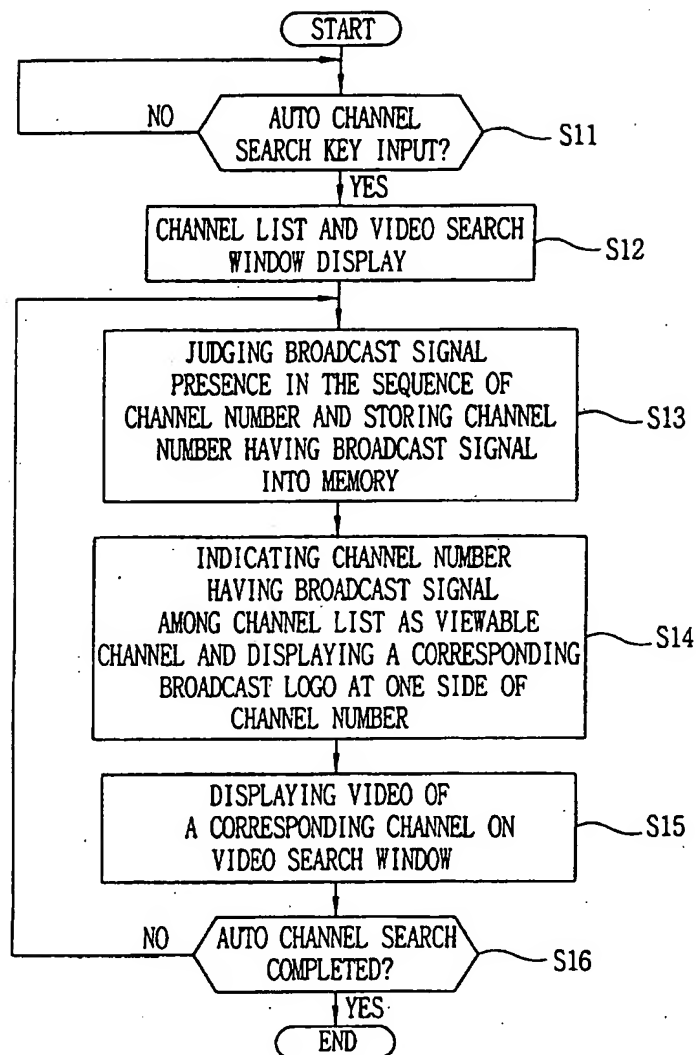 START
NO
AUTO CHANNEL
SEARCH KEY INPUT?
S11
YES
CHANNEL LIST AND VIDEO SEARCH
WINDOW DISPLAY
S12
JUDGING BROADCAST SIGNAL
PRESENCE IN THE SEQUENCE OF
CHANNEL NUMBER AND STORING CHANNEL
NUMBER HAVING BROADCAST SIGNAL
INTO MEMORY
S13
INDICATING CHANNEL NUMBER
HAVING BROADCAST SIGNAL
AMONG CHANNEL LIST AS VIEWABLE
CHANNEL AND DISPLAYING A CORRESPONDING
BROADCAST LOGO AT ONE SIDE OF
CHANNEL NUMBER
S14
DISPLAYING VIDEO OF
A CORRESPONDING CHANNEL ON
VIDEO SEARCH WINDOW
S15
NO
AUTO CHANNEL SEARCH
COMPLETED?
S16
YES
END